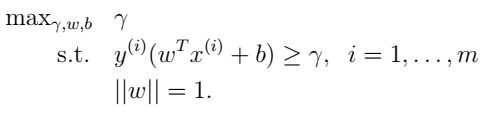 max_{γ,w,b} γ
s.t. y^{(i)}(w^T x^{(i)} + b) ≥ γ, i = 1, . . . , m
||w|| = 1.